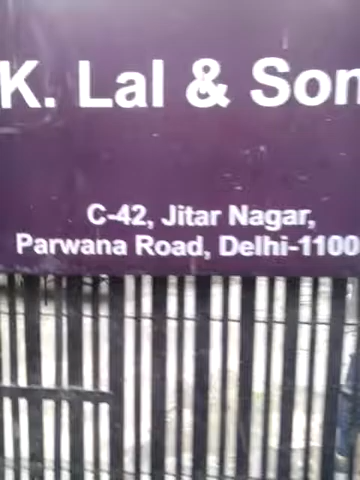 K. Lal & Son
C-42, Jitar Nagar,
Parwana Road, Delhi-1100